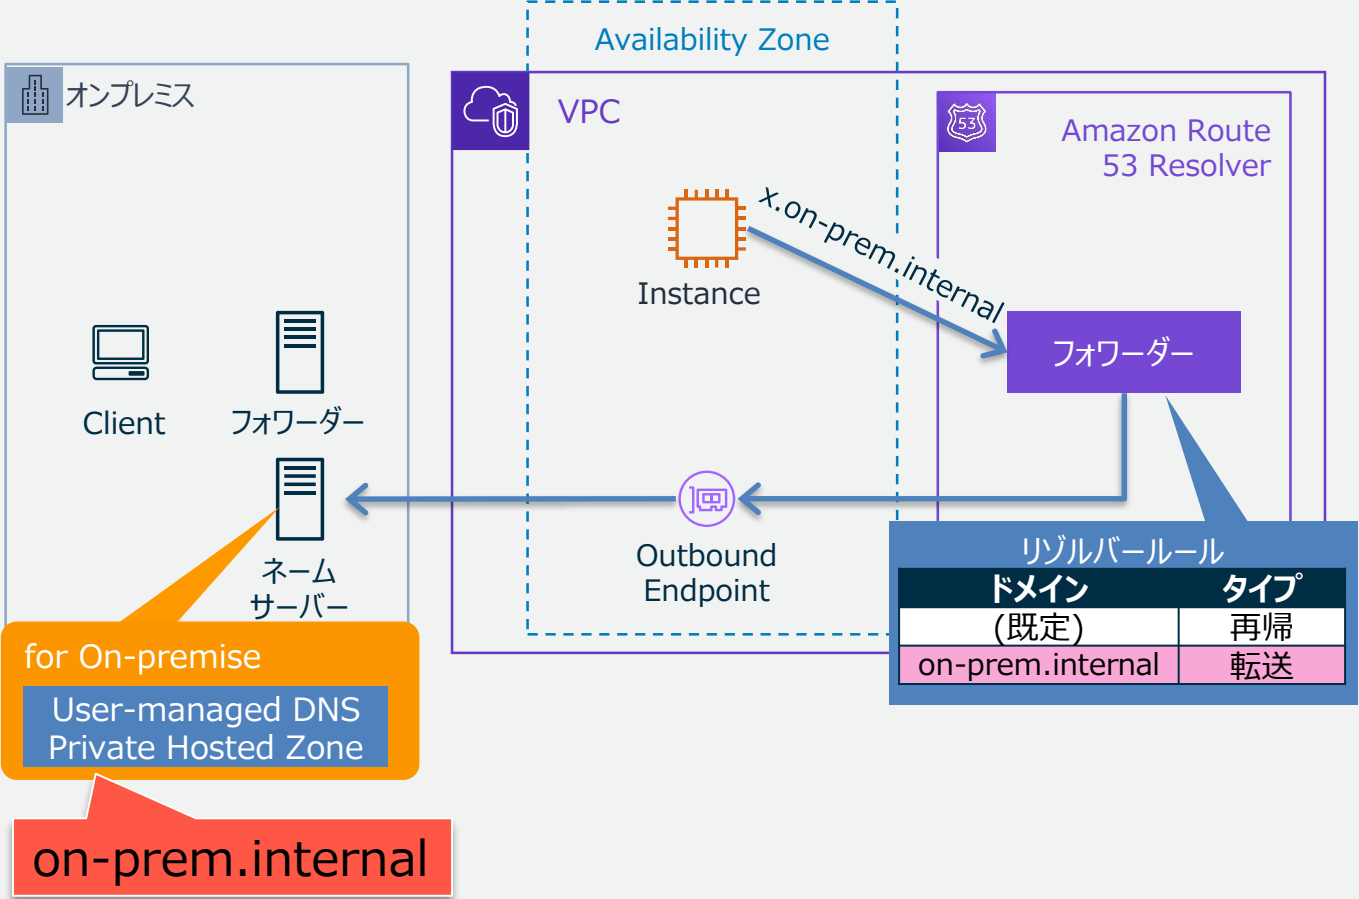 Availability Zone
オンプレミス
VPC
53
Amazon Route
53 Resolver
x.on-prem.internal
Instance
フォワーダー
Client
フォワーダー
Outbound
Endpoint
ネーム
サーバー
リゾルバールール
ドメイン タイプ
(既定) 再帰
on-prem.internal 転送
for On-premise
User-managed DNS
Private Hosted Zone
on-prem.internal